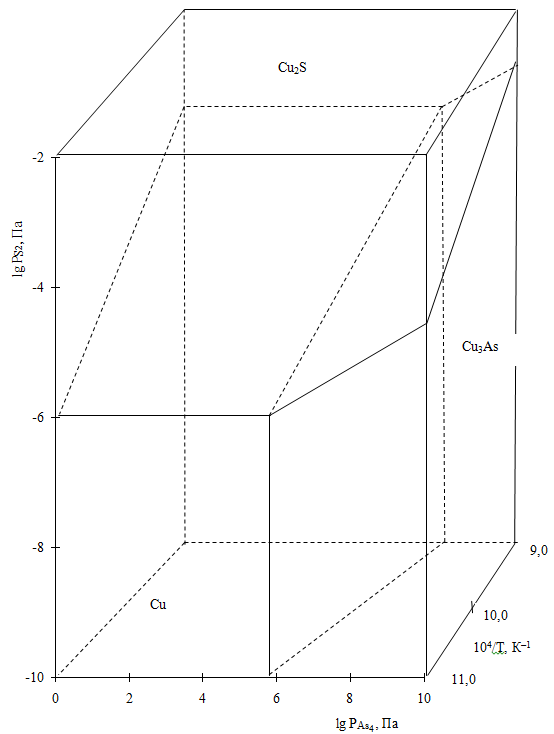 Cu2S
-2
lg PS2, Па
-4
Cu3As
-6
-8
9,0
Cu
10,0
10⁴/T, K⁻¹
-10
11,0
0
2
4
6
8
10
lg PAs4, Па